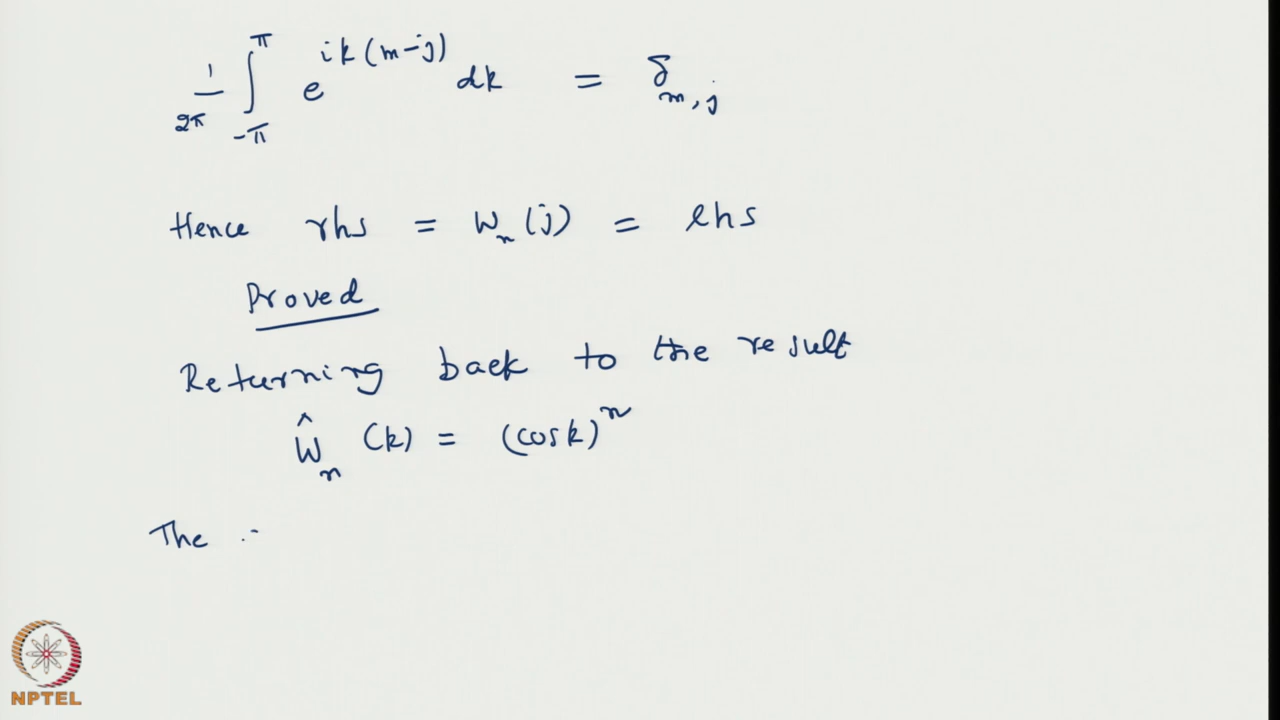 1/2π ∫_{-π}^{π} e^{ik(m-j)} dk = δ_{m,j}
Hence rhs = W_n(j) = lhs
Proved
Returning back to the result
Ŵ_n (k) = (cos k)^n
The
NPTEL